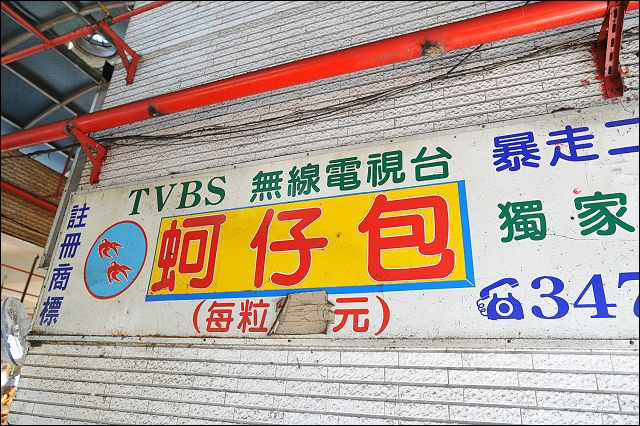 註冊商標
TVBS 無線電視台
蚵仔包
(每粒 元)
暴走二
獨家
☎347